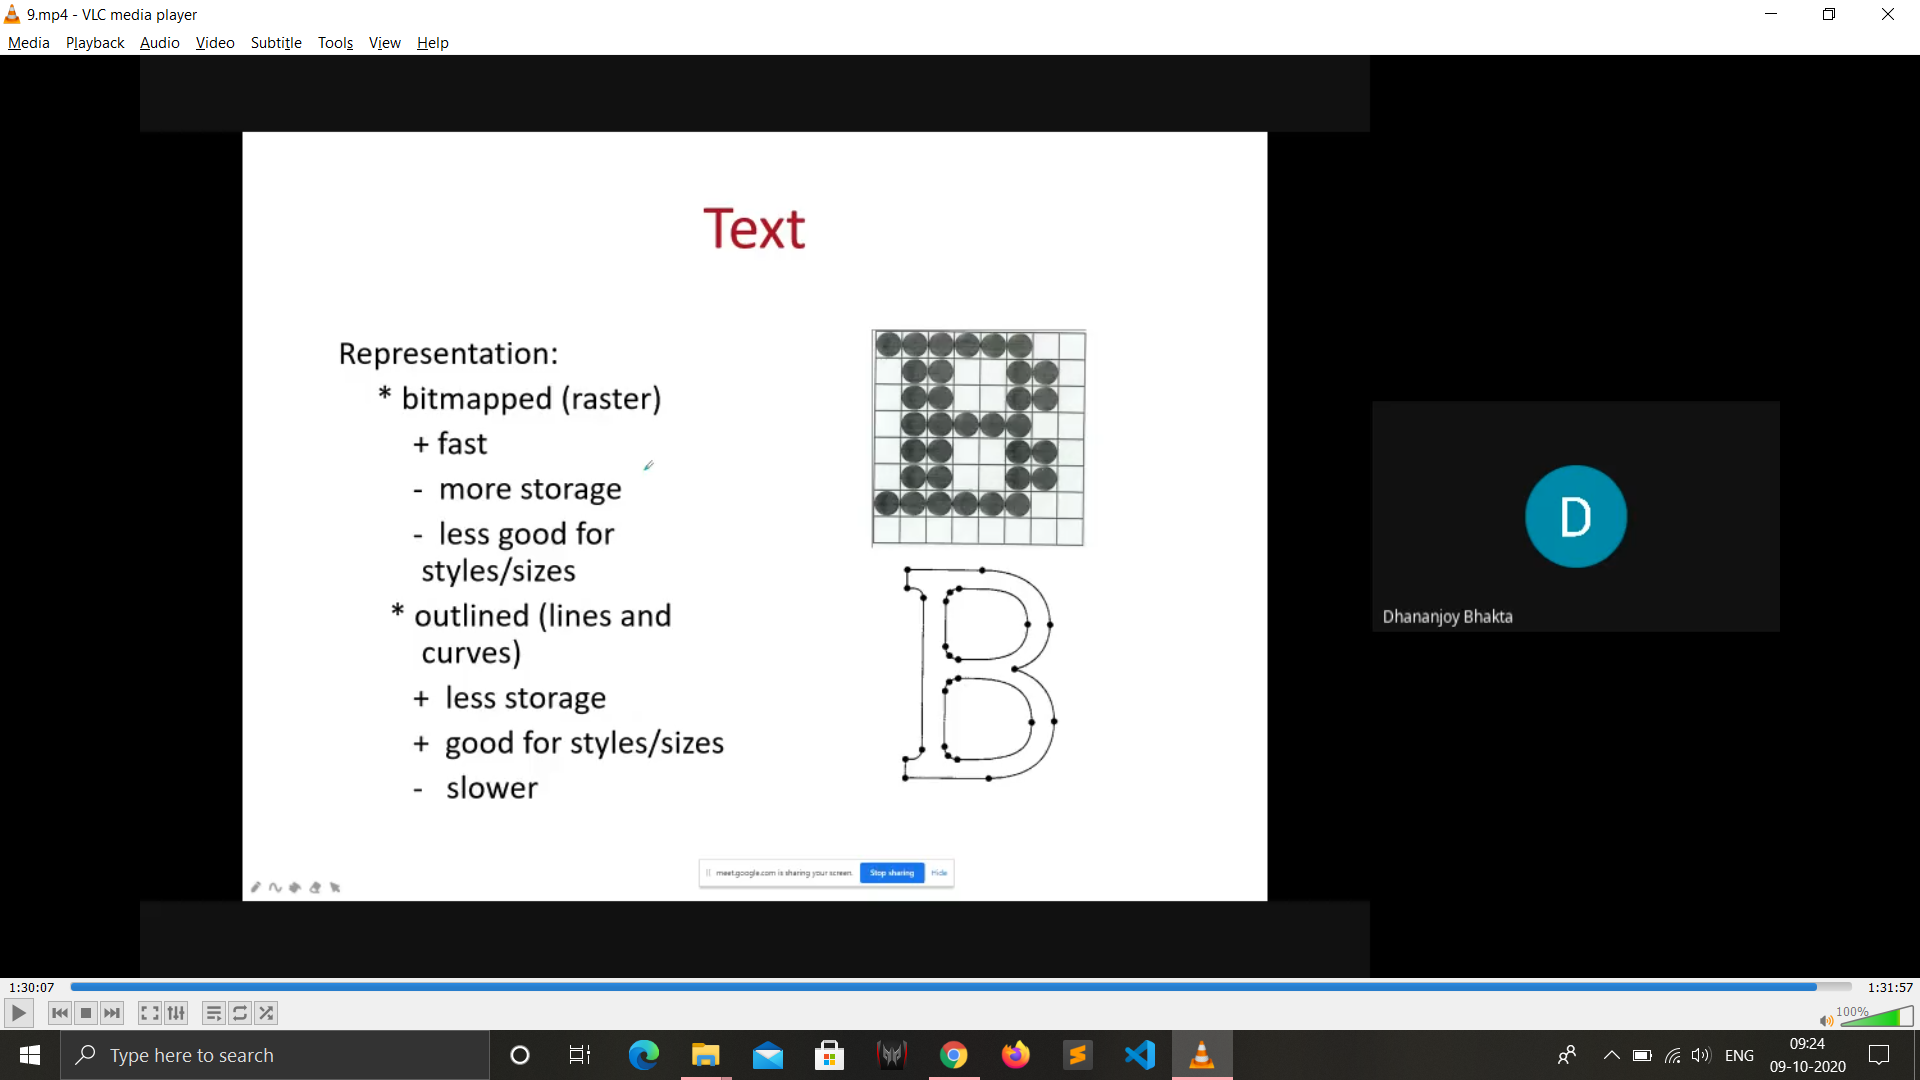 9.mp4 - VLC media player
Media Playback Audio Video Subtitle Tools View Help
Text
Representation:
* bitmapped (raster)
+ fast
- more storage
- less good for
styles/sizes
* outlined (lines and
curves)
+ less storage
+ good for styles/sizes
- slower
D
Dhananjoy Bhakta
meet.google.com is sharing your screen. Stop sharing Hide
1:30:07 1:31:57
100%
Type here to search
ENG
09:24
09-10-2020